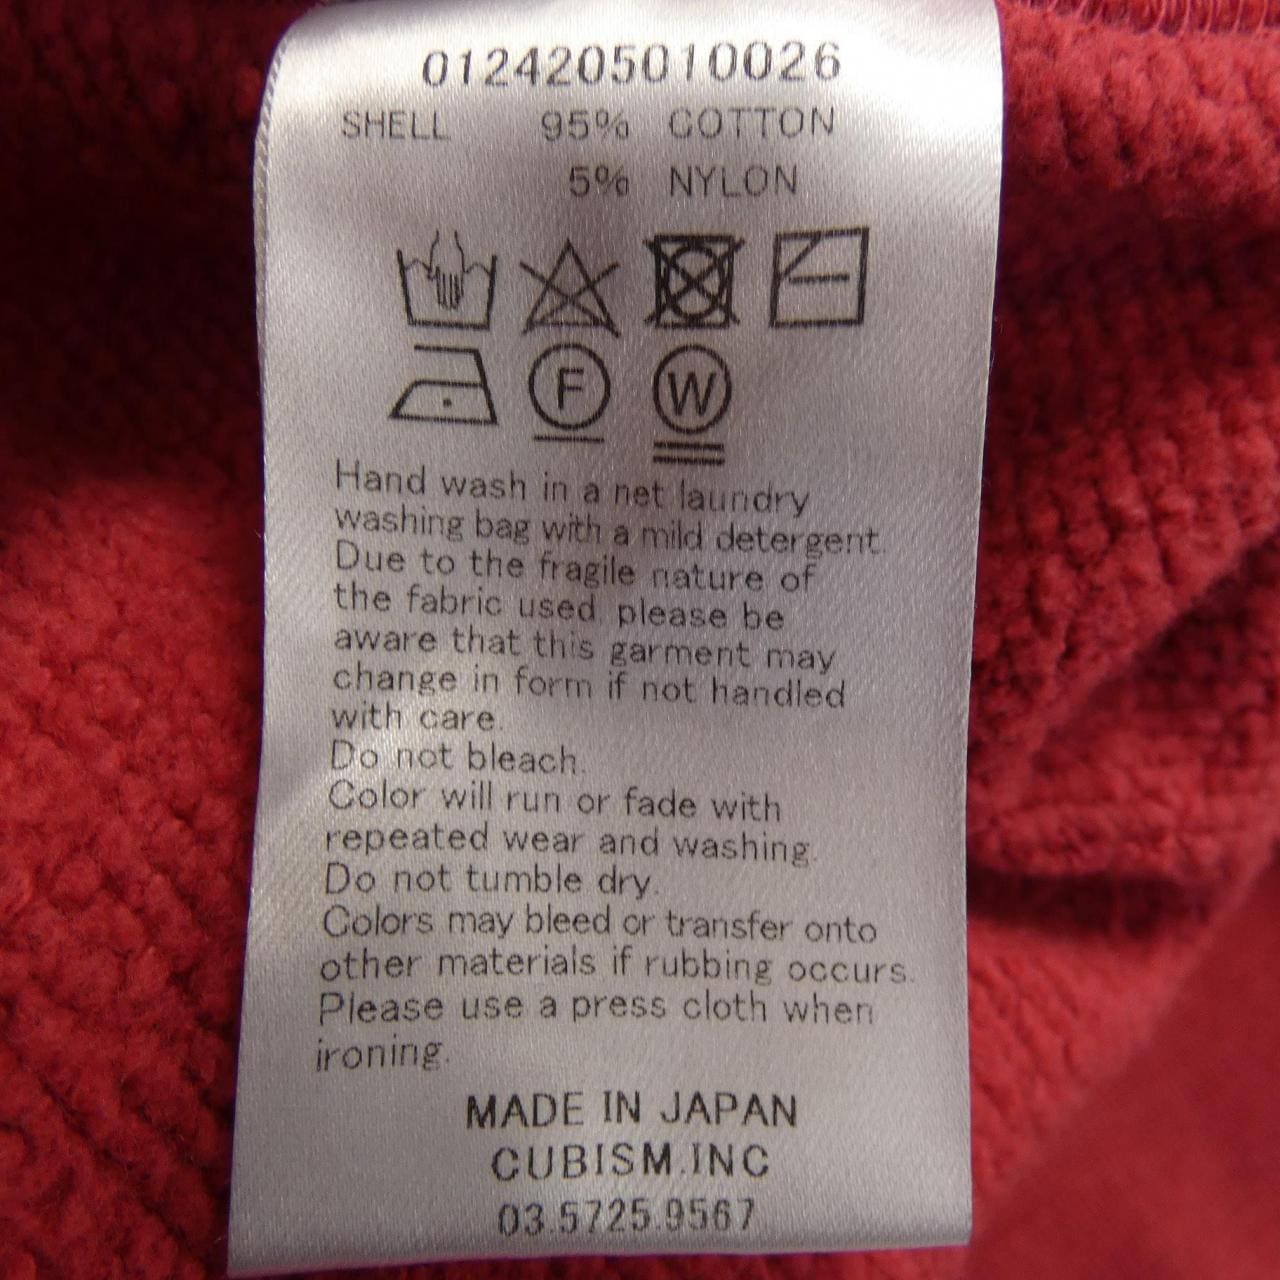 0124205010026
SHELL 95% COTTON
5% NYLON
F W
Hand wash in a net laundry
washing bag with a mild detergent.
Due to the fragile nature of
the fabric used, please be
aware that this garment may
change in form if not handled
with care.
Do not bleach.
Color will run or fade with
repeated wear and washing.
Do not tumble dry.
Colors may bleed or transfer onto
other materials if rubbing occurs.
Please use a press cloth when
ironing.
MADE IN JAPAN
CUBISM.INC
03.5725.9567